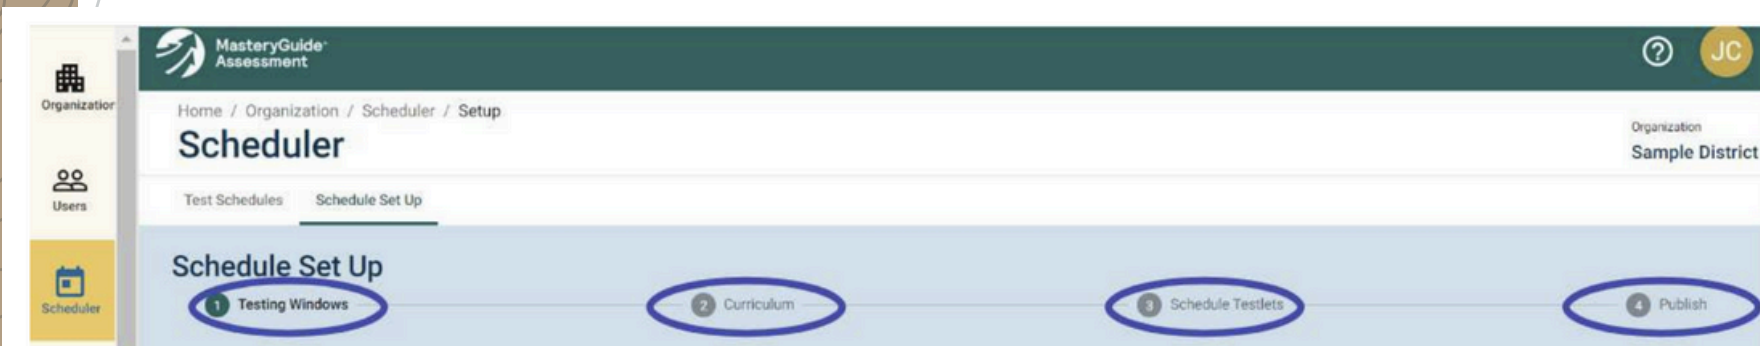 MasteryGuide™
Assessment
JC
Organization
Home / Organization / Scheduler / Setup
Scheduler
Organization
Sample District
Users
Test Schedules
Schedule Set Up
Schedule Set Up
Scheduler
1 Testing Windows
2 Curriculum
3 Schedule Testlets
4 Publish